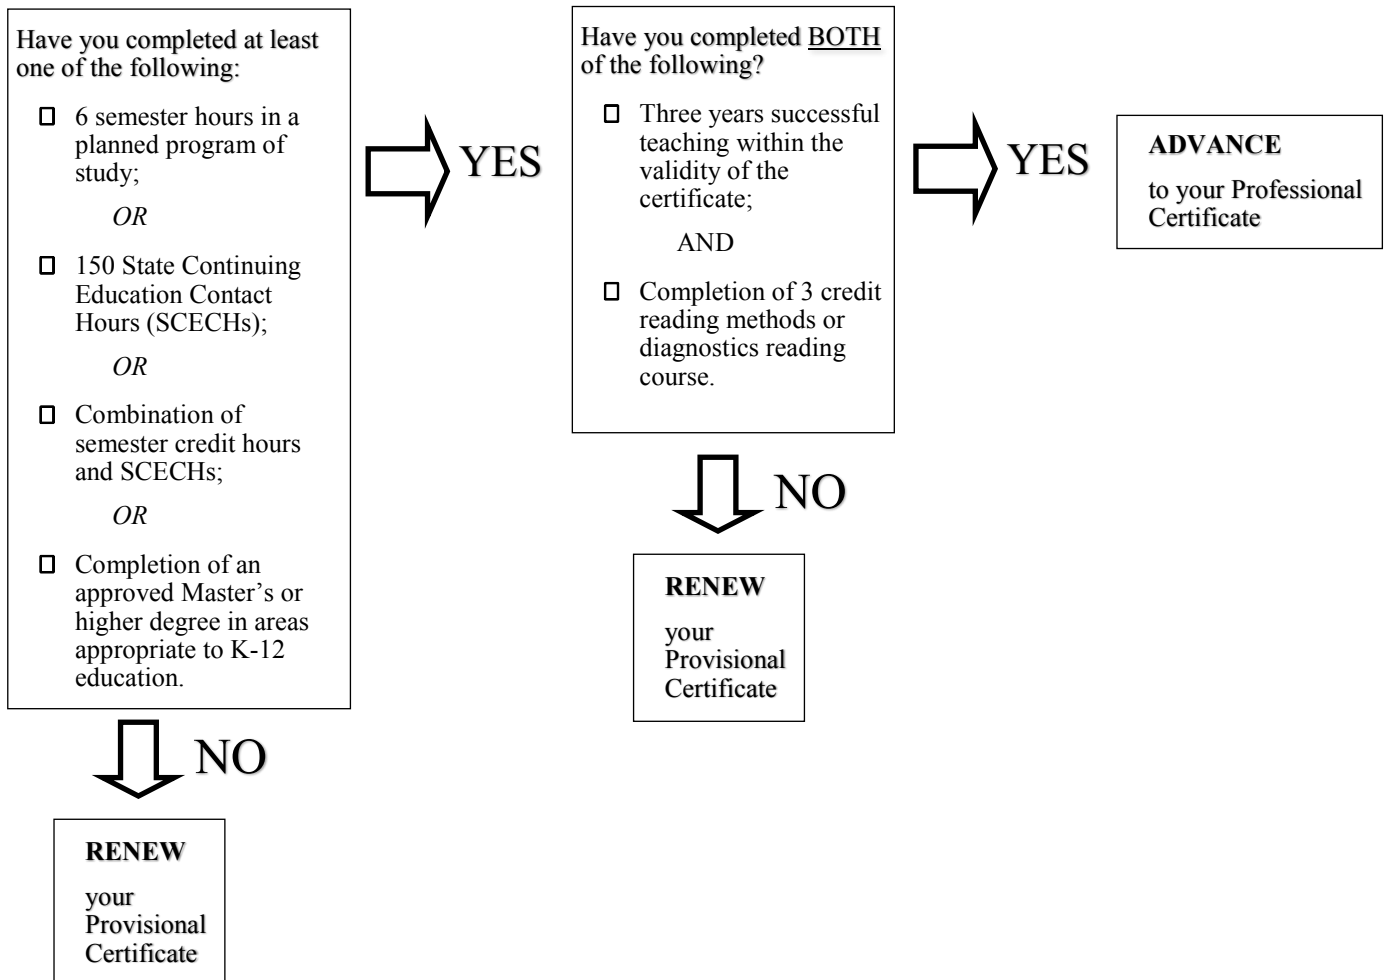 Have you completed at least
one of the following:
☐ 6 semester hours in a
planned program of
study;
OR
☐ 150 State Continuing
Education Contact
Hours (SCECHs);
OR
☐ Combination of
semester credit hours
and SCECHs;
OR
☐ Completion of an
approved Master’s or
higher degree in areas
appropriate to K-12
education.
YES
Have you completed BOTH
of the following?
☐ Three years successful
teaching within the
validity of the
certificate;
AND
☐ Completion of 3 credit
reading methods or
diagnostics reading
course.
YES
ADVANCE
to your Professional
Certificate
NO
RENEW
your
Provisional
Certificate
NO
RENEW
your
Provisional
Certificate